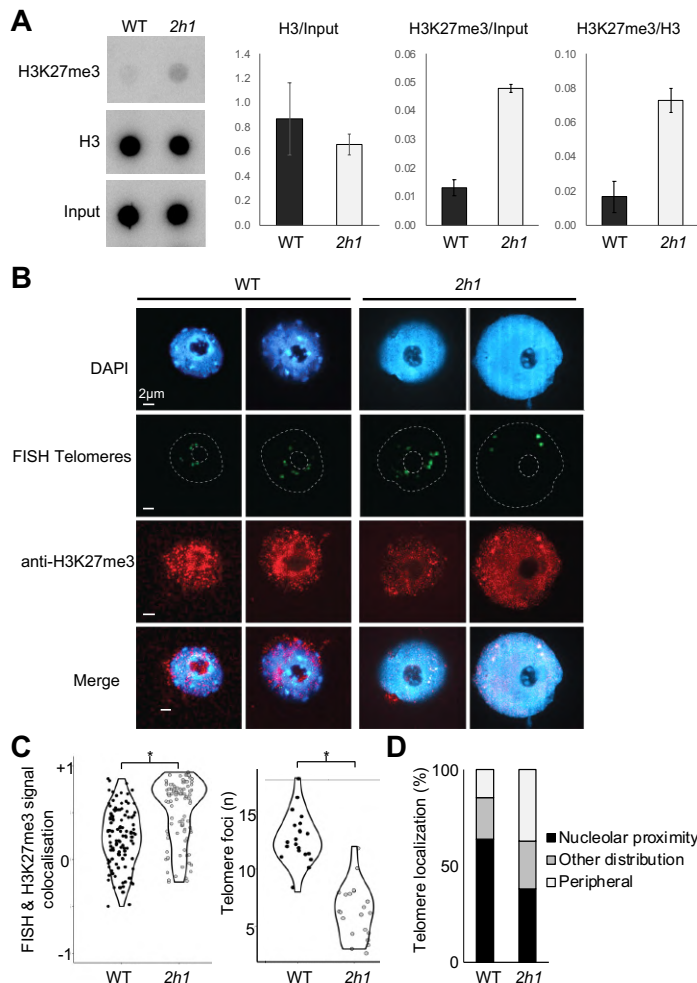 A
WT 2h1
H3K27me3
H3
Input
H3/Input
1.4
1.2
1.0
0.8
0.6
0.4
0.2
0.0
WT 2h1
H3K27me3/Input
0.06
0.05
0.04
0.03
0.02
0.01
0.00
WT 2h1
H3K27me3/H3
0.10
0.08
0.06
0.04
0.02
0.00
WT 2h1
B
WT 2h1
DAPI
2µm
FISH Telomeres
anti-H3K27me3
Merge
C
FISH & H3K27me3 signal
colocalisation
+1
0
-1
*
WT 2h1
Telomere foci (n)
15
10
5
*
WT 2h1
D
Telomere localization (%)
100
50
0
WT 2h1
Nucleolar proximity
Other distribution
Peripheral